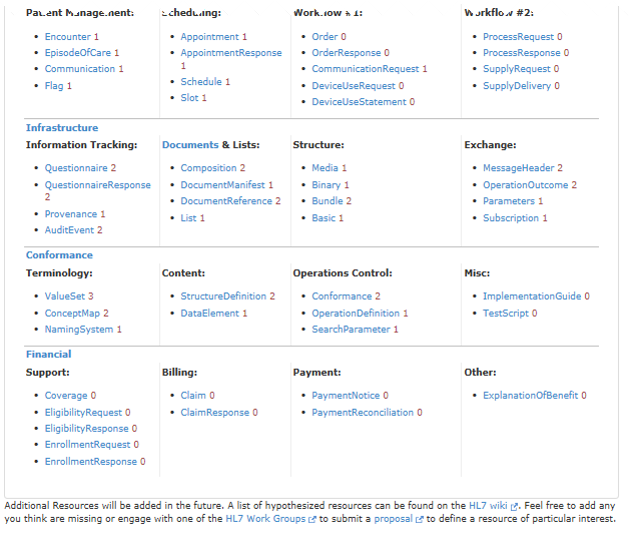 Patient Management:
Encounter 1
EpisodeOfCare 1
Communication 1
Flag 1
Scheduling:
Appointment 1
AppointmentResponse
1
Schedule 1
Slot 1
Workflow #1:
Order 0
OrderResponse 0
CommunicationRequest 1
DeviceUseRequest 0
DeviceUseStatement 0
Workflow #2:
ProcessRequest 0
ProcessResponse 0
SupplyRequest 0
SupplyDelivery 0
Infrastructure
Information Tracking:
Questionnaire 2
QuestionnaireResponse
2
Provenance 1
AuditEvent 2
Documents & Lists:
Composition 2
DocumentManifest 1
DocumentReference 2
List 1
Structure:
Media 1
Binary 1
Bundle 2
Basic 1
Exchange:
MessageHeader 2
OperationOutcome 2
Parameters 1
Subscription 1
Conformance
Terminology:
ValueSet 3
ConceptMap 2
NamingSystem 1
Content:
StructureDefinition 2
DataElement 1
Operations Control:
Conformance 2
OperationDefinition 1
SearchParameter 1
Misc:
ImplementationGuide 0
TestScript 0
Financial
Support:
Coverage 0
EligibilityRequest 0
EligibilityResponse 0
EnrollmentRequest 0
EnrollmentResponse 0
Billing:
Claim 0
ClaimResponse 0
Payment:
PaymentNotice 0
PaymentReconciliation 0
Other:
ExplanationOfBenefit 0
Additional Resources will be added in the future. A list of hypothesized resources can be found on the HL7 wiki. Feel free to add any
you think are missing or engage with one of the HL7 Work Groups to submit a proposal to define a resource of particular interest.